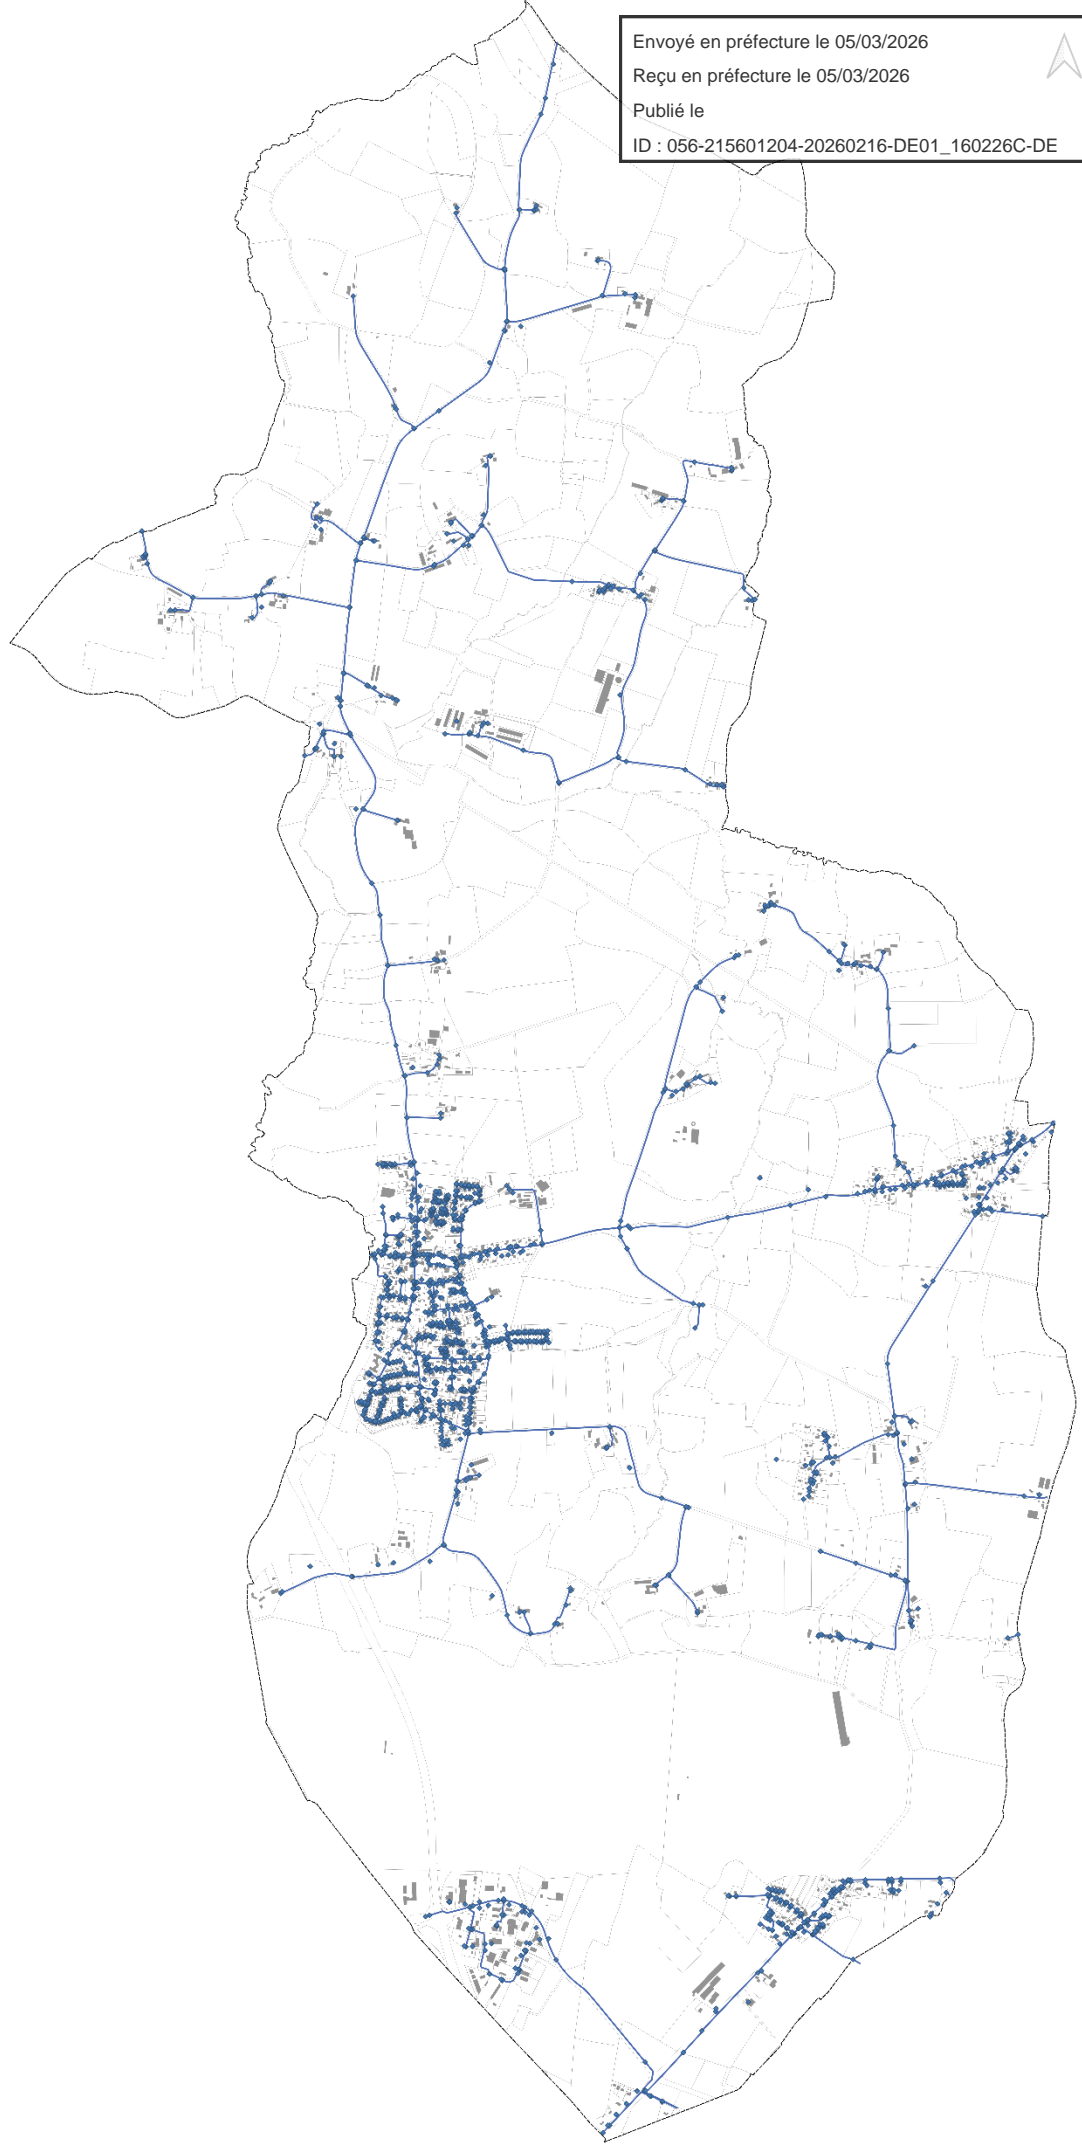 Envoyé en préfecture le 05/03/2026
Reçu en préfecture le 05/03/2026
Publié le
ID : 056-215601204-20260216-DE01_160226C-DE